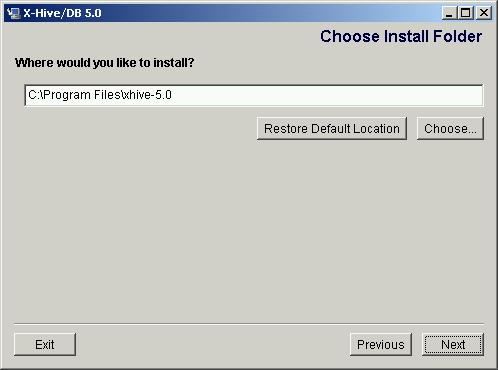 X-Hive/DB 5.0
Choose Install Folder
Where would you like to install?
C:\Program Files\xhive-5.0
Restore Default Location Choose...
Exit Previous Next